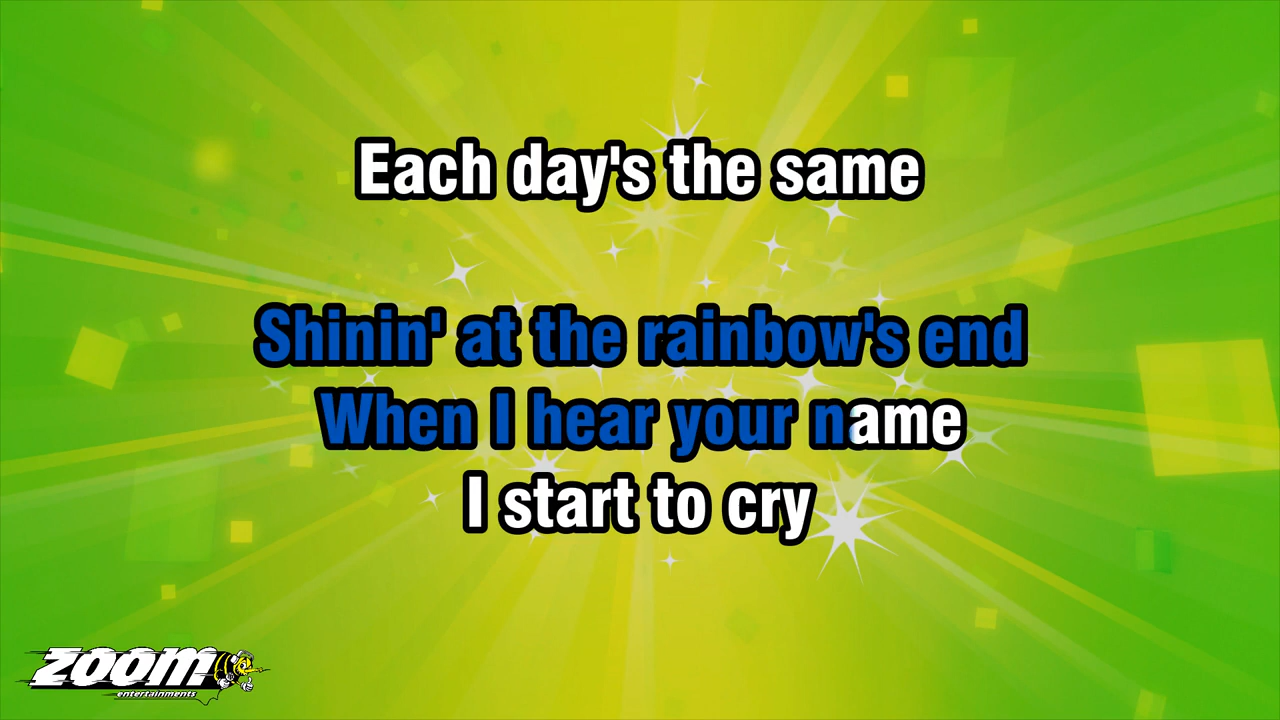 Each day's the same
Shinin' at the rainbow's end
When I hear your name
I start to cry
ZOOM
entertainments